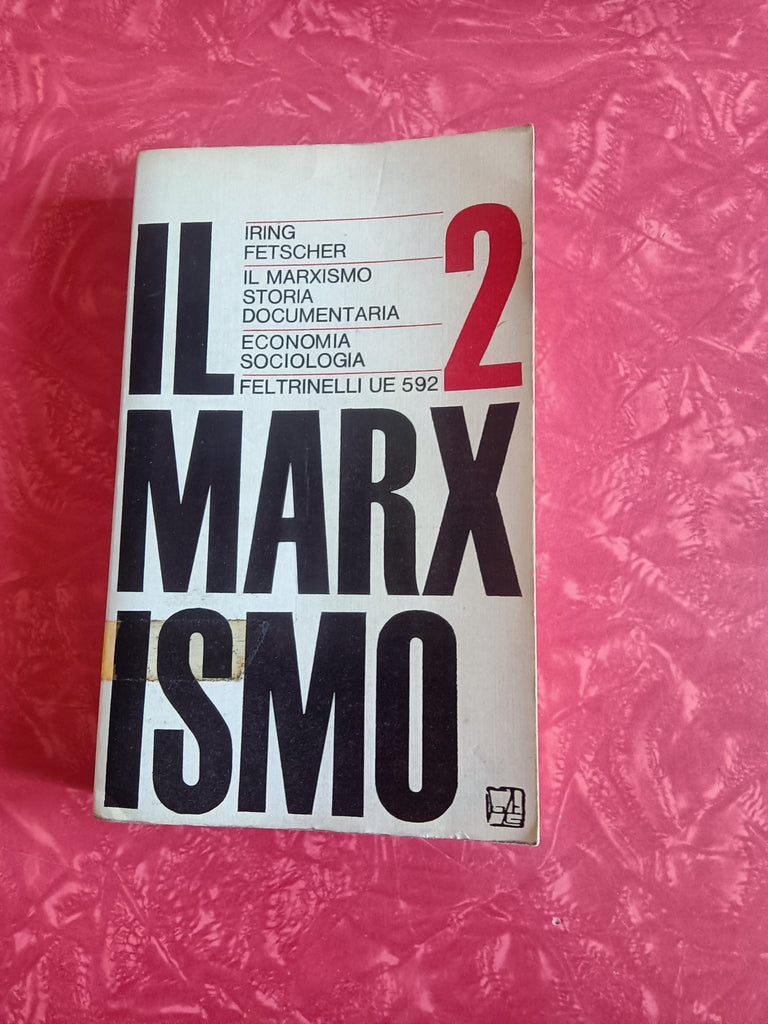 IL
IRING
FETSCHER
IL MARXISMO
STORIA
DOCUMENTARIA
ECONOMIA
SOCIOLOGIA
FELTRINELLI UE 592
2
MARX
ISMO